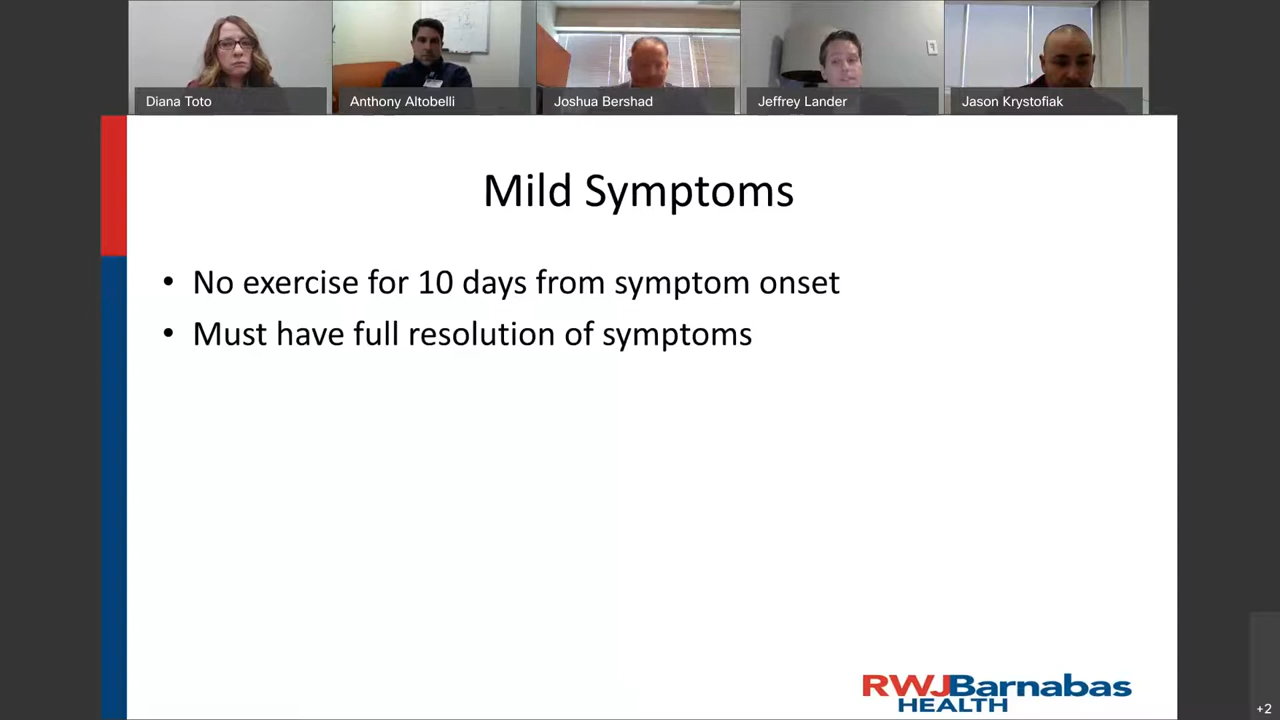 Diana Toto
Anthony Altobelli
Joshua Bershad
Jeffrey Lander
Jason Krystofiak
Mild Symptoms
• No exercise for 10 days from symptom onset
• Must have full resolution of symptoms
RWJBarnabas
HEALTH
+2